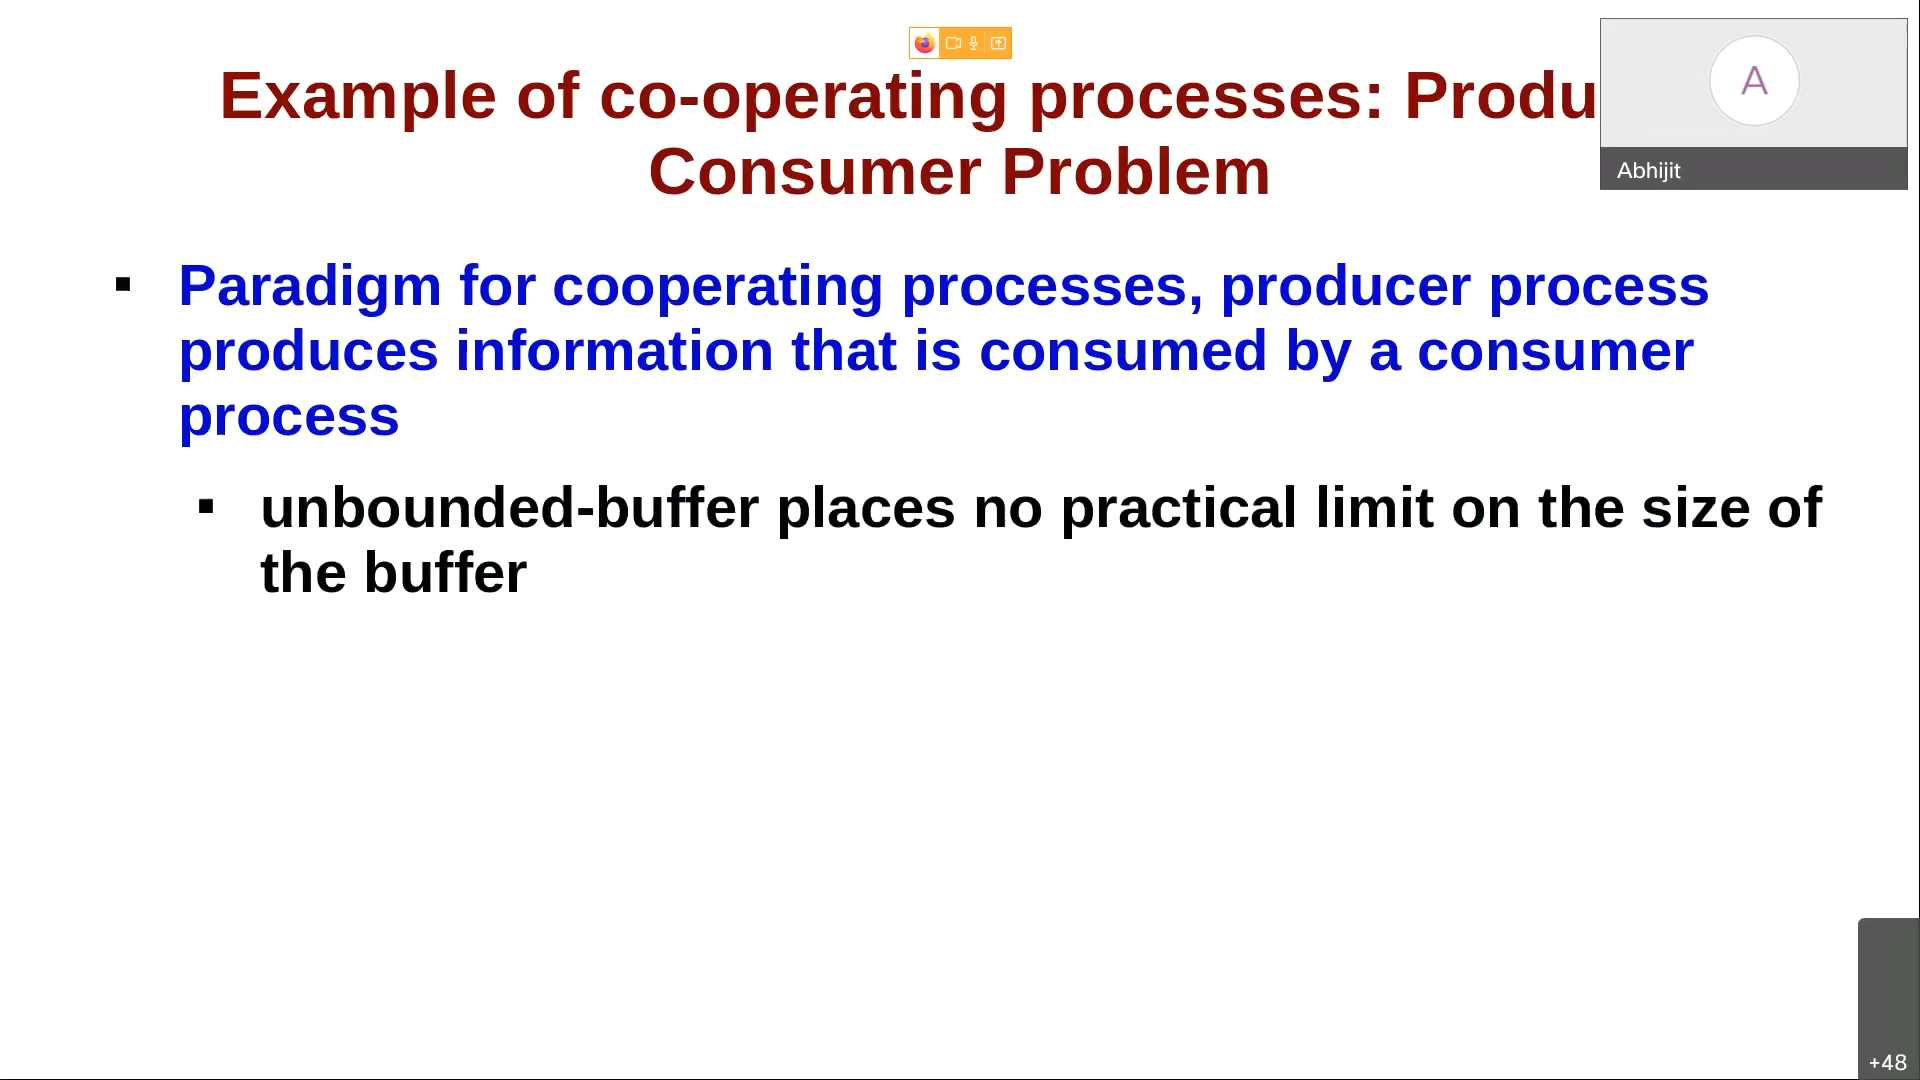 Example of co-operating processes: Produ
Consumer Problem
A
Abhijit
▪ Paradigm for cooperating processes, producer process
produces information that is consumed by a consumer
process
▪ unbounded-buffer places no practical limit on the size of
the buffer
+48